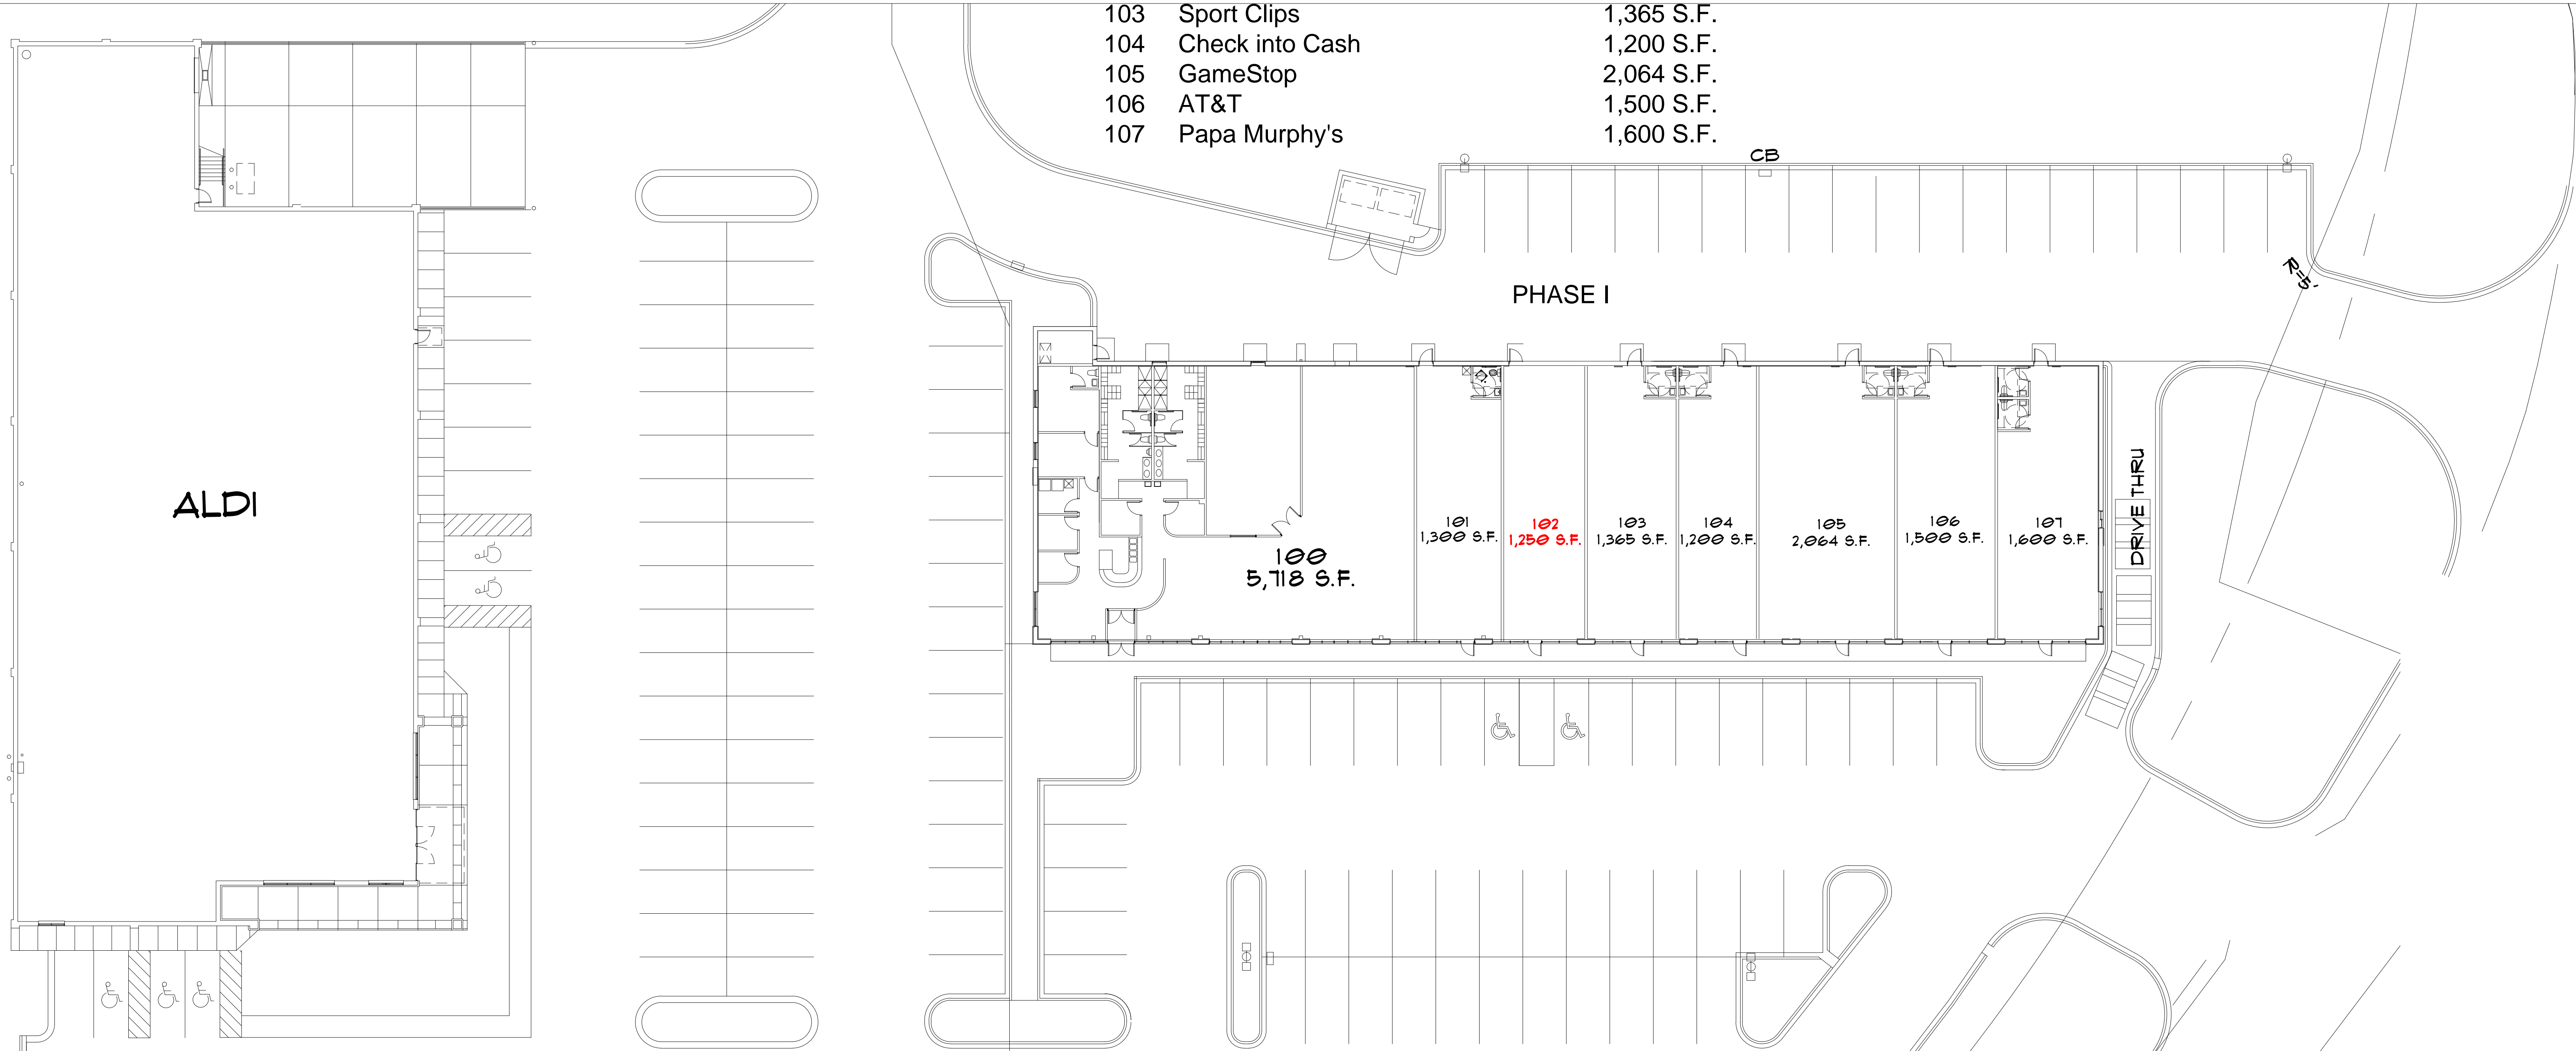 103 Sport Clips 1,365 S.F.
104 Check into Cash 1,200 S.F.
105 GameStop 2,064 S.F.
106 AT&T 1,500 S.F.
107 Papa Murphy's 1,600 S.F.
CB
R=5'
PHASE I
ALDI
DRIVE THRU
100
5,718 S.F.
101
1,300 S.F.
102
1,250 S.F.
103
1,365 S.F.
104
1,200 S.F.
105
2,064 S.F.
106
1,500 S.F.
107
1,600 S.F.